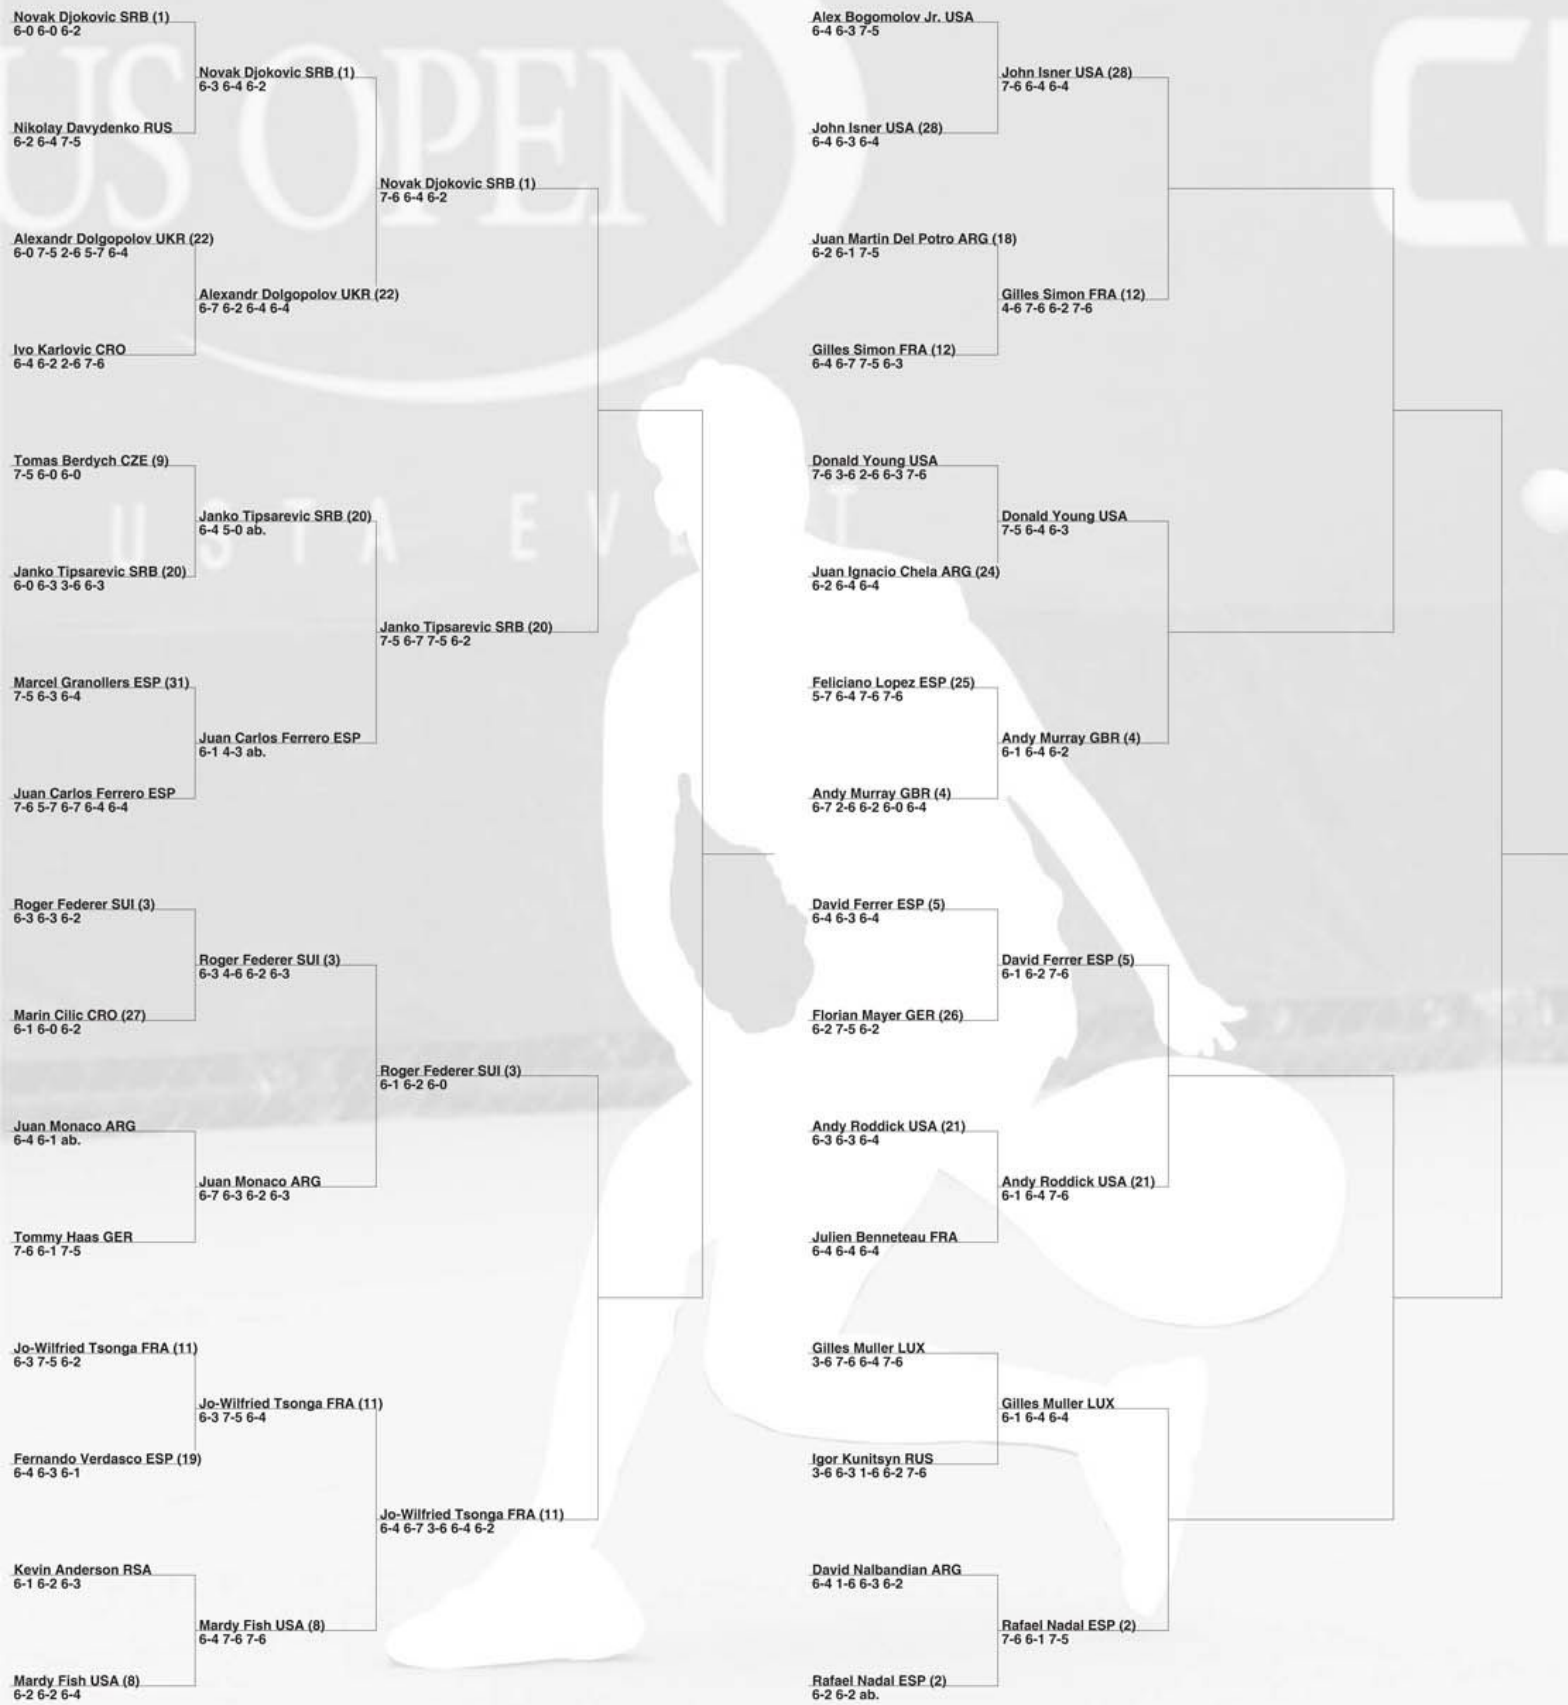 US OPEN
USTA EVENT
Novak Djokovic SRB (1)
6-0 6-0 6-2
Novak Djokovic SRB (1)
6-3 6-4 6-2
Nikolay Davydenko RUS
6-2 6-4 7-5
Novak Djokovic SRB (1)
7-6 6-4 6-2
Alexandr Dolgopolov UKR (22)
6-0 7-5 2-6 5-7 6-4
Alexandr Dolgopolov UKR (22)
6-7 6-2 6-4 6-4
Ivo Karlovic CRO
6-4 6-2 2-6 7-6
Tomas Berdych CZE (9)
7-5 6-0 6-0
Janko Tipsarevic SRB (20)
6-4 5-0 ab.
Janko Tipsarevic SRB (20)
6-0 6-3 3-6 6-3
Janko Tipsarevic SRB (20)
7-5 6-7 7-5 6-2
Marcel Granollers ESP (31)
7-5 6-3 6-4
Juan Carlos Ferrero ESP
6-1 4-3 ab.
Juan Carlos Ferrero ESP
7-6 5-7 6-7 6-4 6-4
Roger Federer SUI (3)
6-3 6-3 6-2
Roger Federer SUI (3)
6-3 4-6 6-2 6-3
Marin Cilic CRO (27)
6-1 6-0 6-2
Roger Federer SUI (3)
6-1 6-2 6-0
Juan Monaco ARG
6-4 6-1 ab.
Juan Monaco ARG
6-7 6-3 6-2 6-3
Tommy Haas GER
7-6 6-1 7-5
Jo-Wilfried Tsonga FRA (11)
6-3 7-5 6-2
Jo-Wilfried Tsonga FRA (11)
6-3 7-5 6-4
Fernando Verdasco ESP (19)
6-4 6-3 6-1
Jo-Wilfried Tsonga FRA (11)
6-4 6-7 3-6 6-4 6-2
Kevin Anderson RSA
6-1 6-2 6-3
Mardy Fish USA (8)
6-4 7-6 7-6
Mardy Fish USA (8)
6-2 6-2 6-4
Alex Bogomolov Jr. USA
6-4 6-3 7-5
John Isner USA (28)
7-6 6-4 6-4
John Isner USA (28)
6-4 6-3 6-4
Juan Martin Del Potro ARG (18)
6-2 6-1 7-5
Gilles Simon FRA (12)
4-6 7-6 6-2 7-6
Gilles Simon FRA (12)
6-4 6-7 7-5 6-3
Donald Young USA
7-6 3-6 2-6 6-3 7-6
Donald Young USA
7-5 6-4 6-3
Juan Ignacio Chela ARG (24)
6-2 6-4 6-4
Feliciano Lopez ESP (25)
5-7 6-4 7-6 7-6
Andy Murray GBR (4)
6-1 6-4 6-2
Andy Murray GBR (4)
6-7 2-6 6-2 6-0 6-4
David Ferrer ESP (5)
6-4 6-3 6-4
David Ferrer ESP (5)
6-1 6-2 7-6
Florian Mayer GER (26)
6-2 7-5 6-2
Andy Roddick USA (21)
6-3 6-3 6-4
Andy Roddick USA (21)
6-1 6-4 7-6
Julien Benneteau FRA
6-4 6-4 6-4
Gilles Muller LUX
3-6 7-6 6-4 7-6
Gilles Muller LUX
6-1 6-4 6-4
Igor Kunitsyn RUS
3-6 6-3 1-6 6-2 7-6
David Nalbandian ARG
6-4 1-6 6-3 6-2
Rafael Nadal ESP (2)
7-6 6-1 7-5
Rafael Nadal ESP (2)
6-2 6-2 ab.